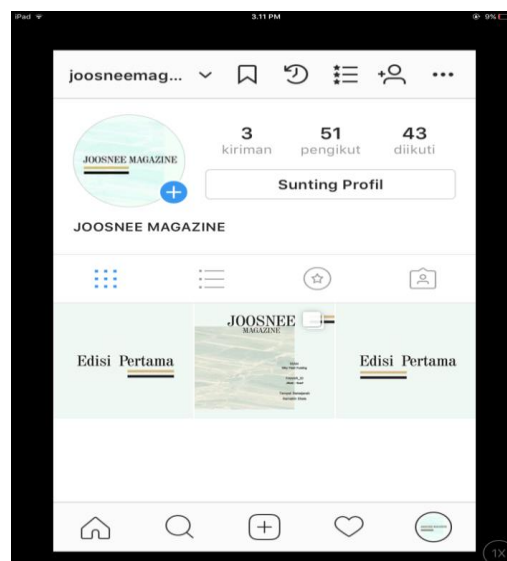 iPad
3.11 PM
9%
joosneemag...
3
51
43
kiriman
pengikut
diikuti
JOOSNEE MAGAZINE
Sunting Profil
JOOSNEE MAGAZINE
JOOSNEE
MAGAZINE
Edisi Pertama
Edisi Pertama
1X